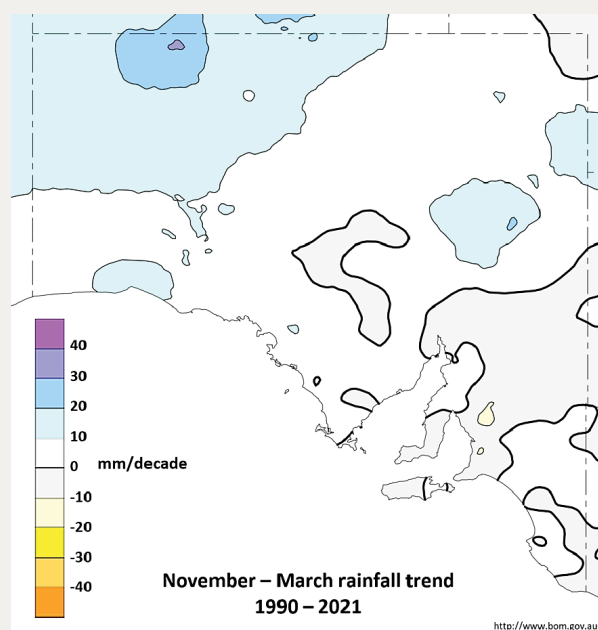 40
30
20
10
0 mm/decade
-10
-20
-30
-40
November – March rainfall trend
1990 – 2021
http://www.bom.gov.au